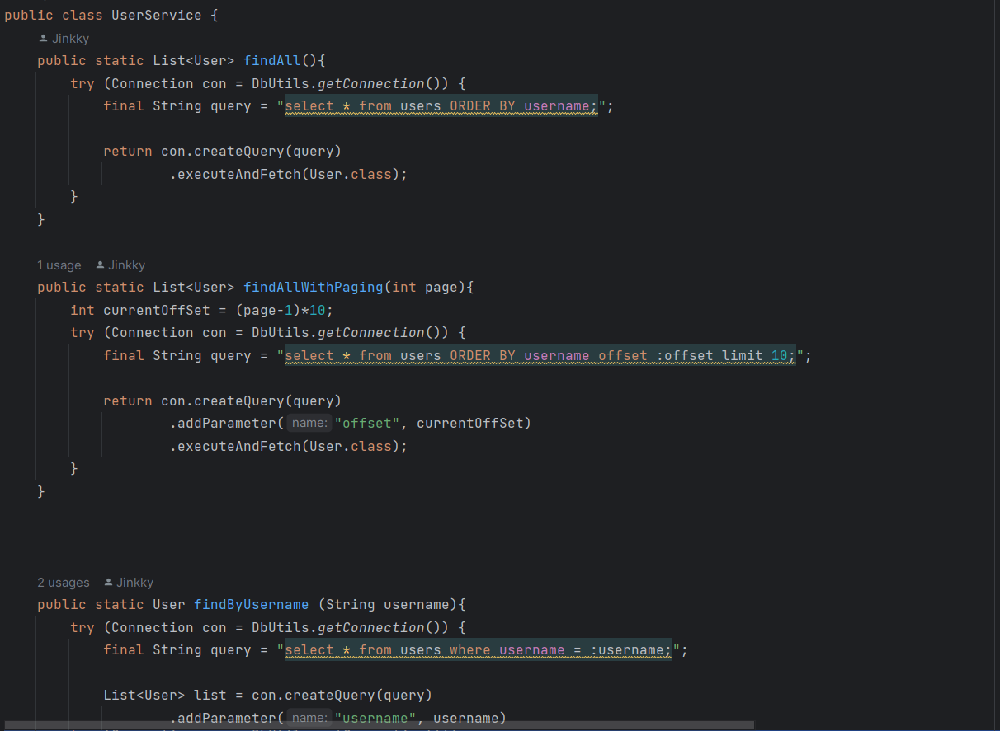 public class UserService {
Jinkky
public static List<User> findAll(){
try (Connection con = DbUtils.getConnection()) {
final String query = "select * from users ORDER BY username;";
return con.createQuery(query)
.executeAndFetch(User.class);
}
}
1 usage Jinkky
public static List<User> findAllWithPaging(int page){
int currentOffSet = (page-1)*10;
try (Connection con = DbUtils.getConnection()) {
final String query = "select * from users ORDER BY username offset :offset limit 10;";
return con.createQuery(query)
.addParameter( name: "offset", currentOffSet)
.executeAndFetch(User.class);
}
}
2 usages Jinkky
public static User findByUsername (String username){
try (Connection con = DbUtils.getConnection()) {
final String query = "select * from users where username = :username;";
List<User> list = con.createQuery(query)
.addParameter( name: "username", username)